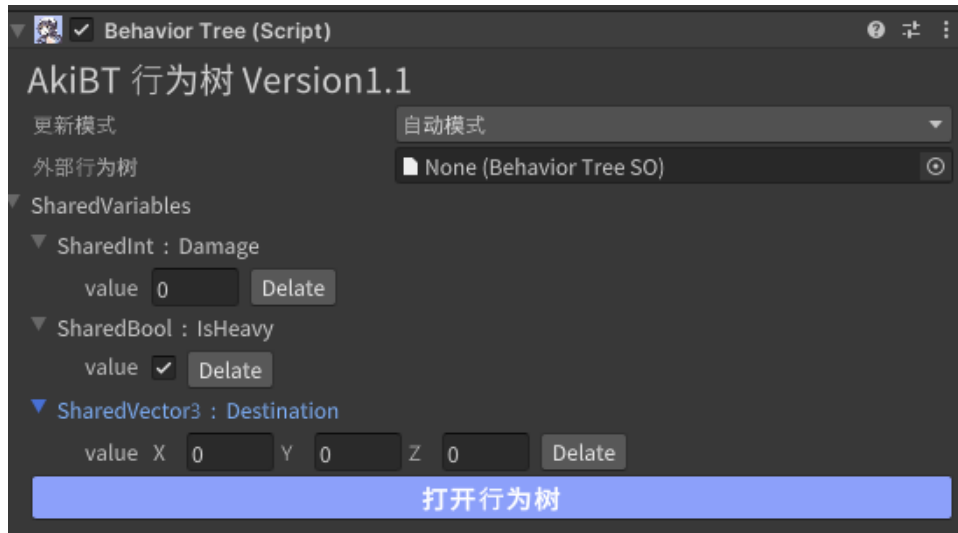 Behavior Tree (Script)
AkiBT 行为树 Version1.1
更新模式 自动模式
外部行为树 None (Behavior Tree SO)
SharedVariables
SharedInt : Damage
value 0 Delate
SharedBool : IsHeavy
value Delate
SharedVector3 : Destination
value X 0 Y 0 Z 0 Delate
打开行为树